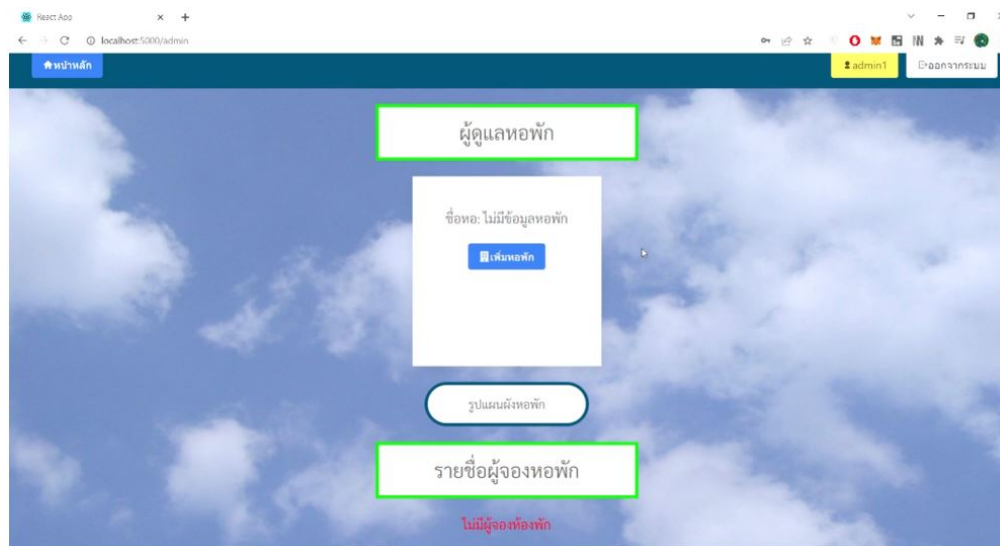 React App
localhost:5000/admin
หน้าหลัก
admin1
ออกจากระบบ
ผู้ดูแลหอพัก
ชื่อหอ: ไม่มีข้อมูลหอพัก
เพิ่มหอพัก
รูปแผนผังหอพัก
รายชื่อผู้จองหอพัก
ไม่มีผู้จองห้องพัก